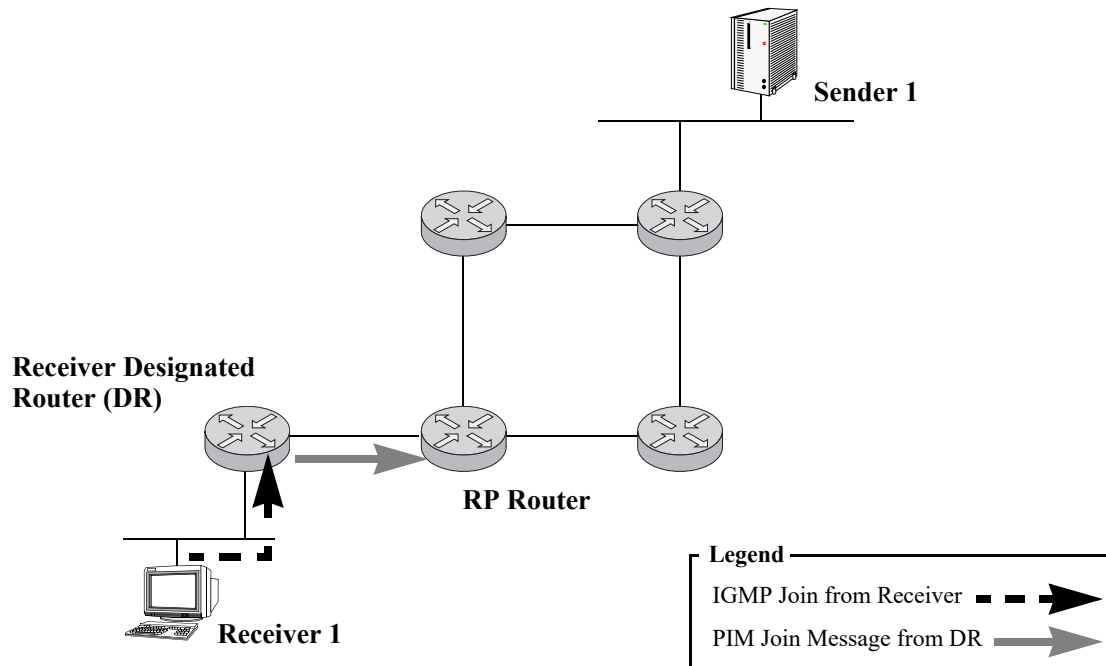 Sender 1
Receiver Designated
Router (DR)
RP Router
Receiver 1
Legend
IGMP Join from Receiver
PIM Join Message from DR